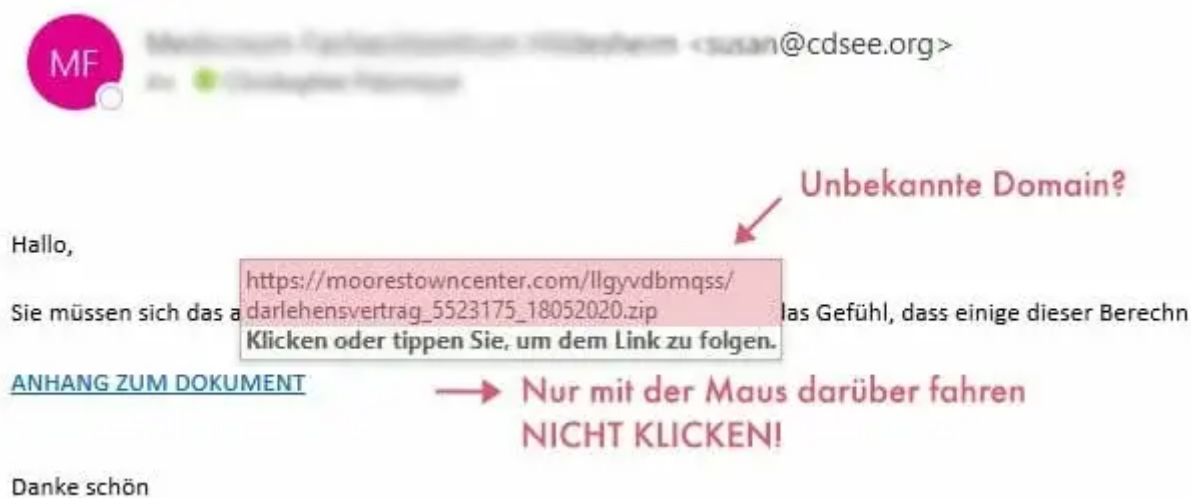 MF
<susan@cdsee.org>
Unbekannte Domain?
Hallo,
https://moorestowncenter.com/llgyvdbmqss/
darlehensvertrag_5523175_18052020.zip
Klicken oder tippen Sie, um dem Link zu folgen.
Sie müssen sich das a las Gefühl, dass einige dieser Berechn
ANHANG ZUM DOKUMENT
Nur mit der Maus darüber fahren
NICHT KLICKEN!
Danke schön